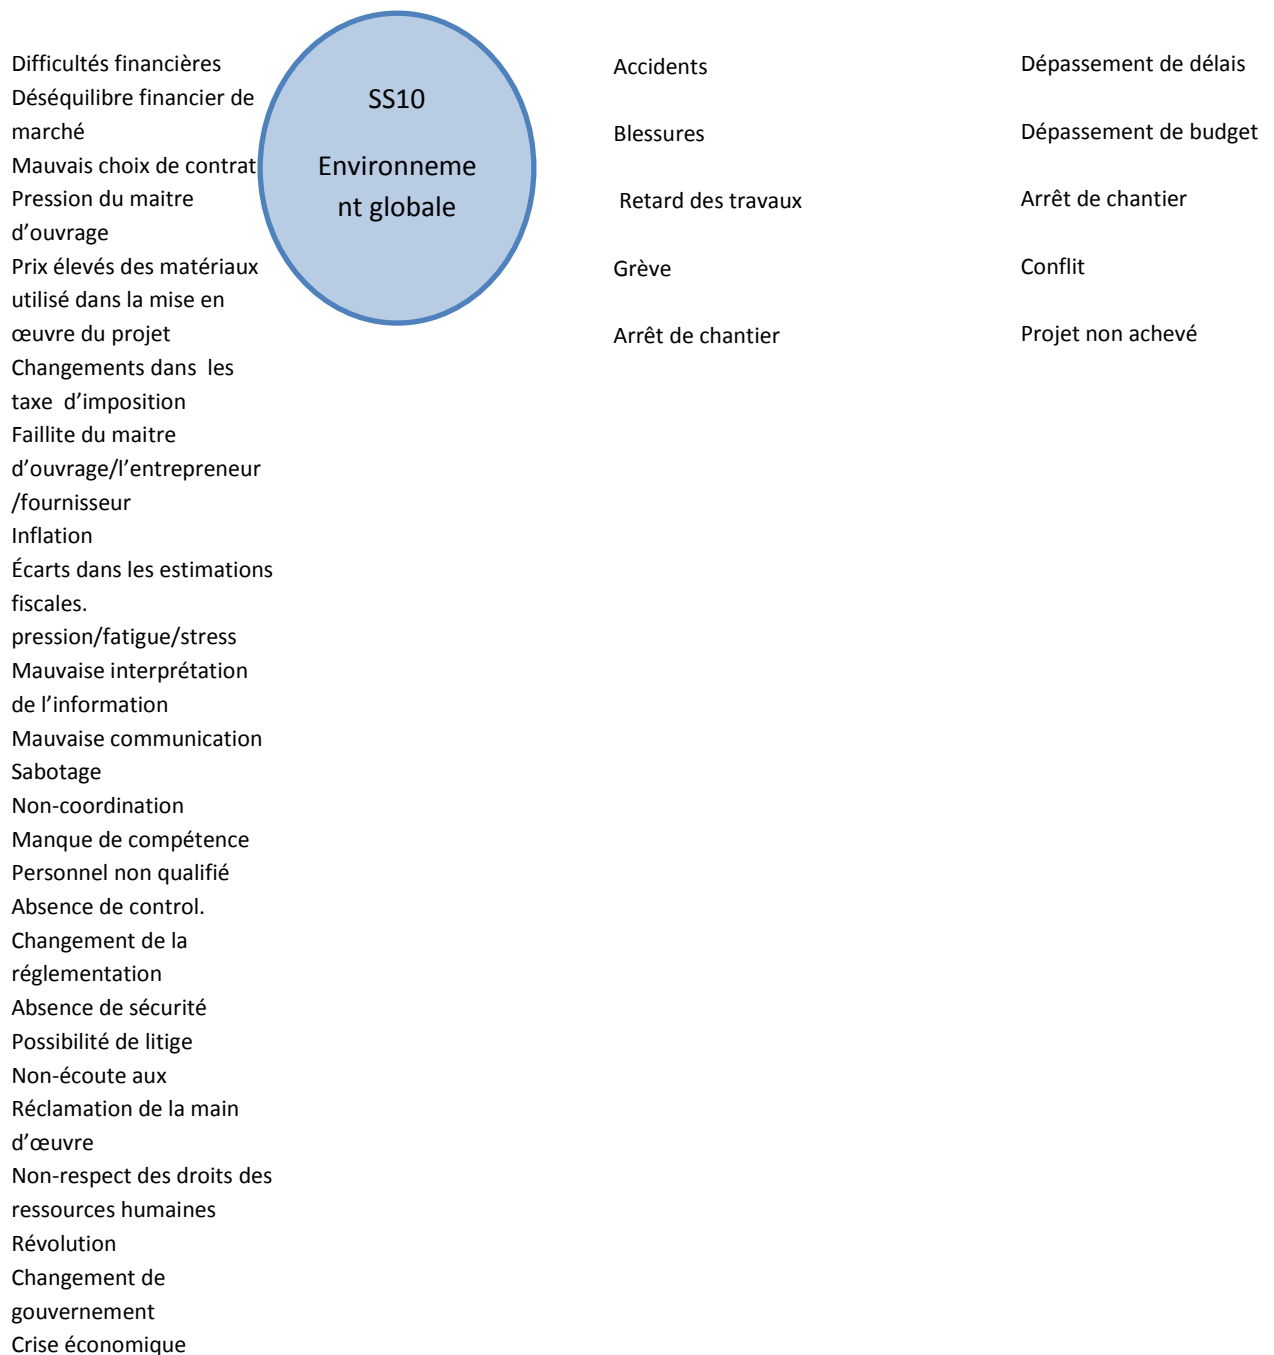 Difficultés financières
Déséquilibre financier de
marché
Mauvais choix de contrat
Pression du maitre
d’ouvrage
Prix élevés des matériaux
utilisé dans la mise en
œuvre du projet
Changements dans  les
taxe  d’imposition
Faillite du maitre
d’ouvrage/l’entrepreneur
/fournisseur
Inflation
Écarts dans les estimations
fiscales.
pression/fatigue/stress
Mauvaise interprétation
de l’information
Mauvaise communication
Sabotage
Non-coordination
Manque de compétence
Personnel non qualifié
Absence de control.
Changement de la
réglementation
Absence de sécurité
Possibilité de litige
Non-écoute aux
Réclamation de la main
d’œuvre
Non-respect des droits des
ressources humaines
Révolution
Changement de
gouvernement
Crise économique
SS10
Environneme
nt globale
Accidents
Blessures
Retard des travaux
Grève
Arrêt de chantier
Dépassement de délais
Dépassement de budget
Arrêt de chantier
Conflit
Projet non achevé